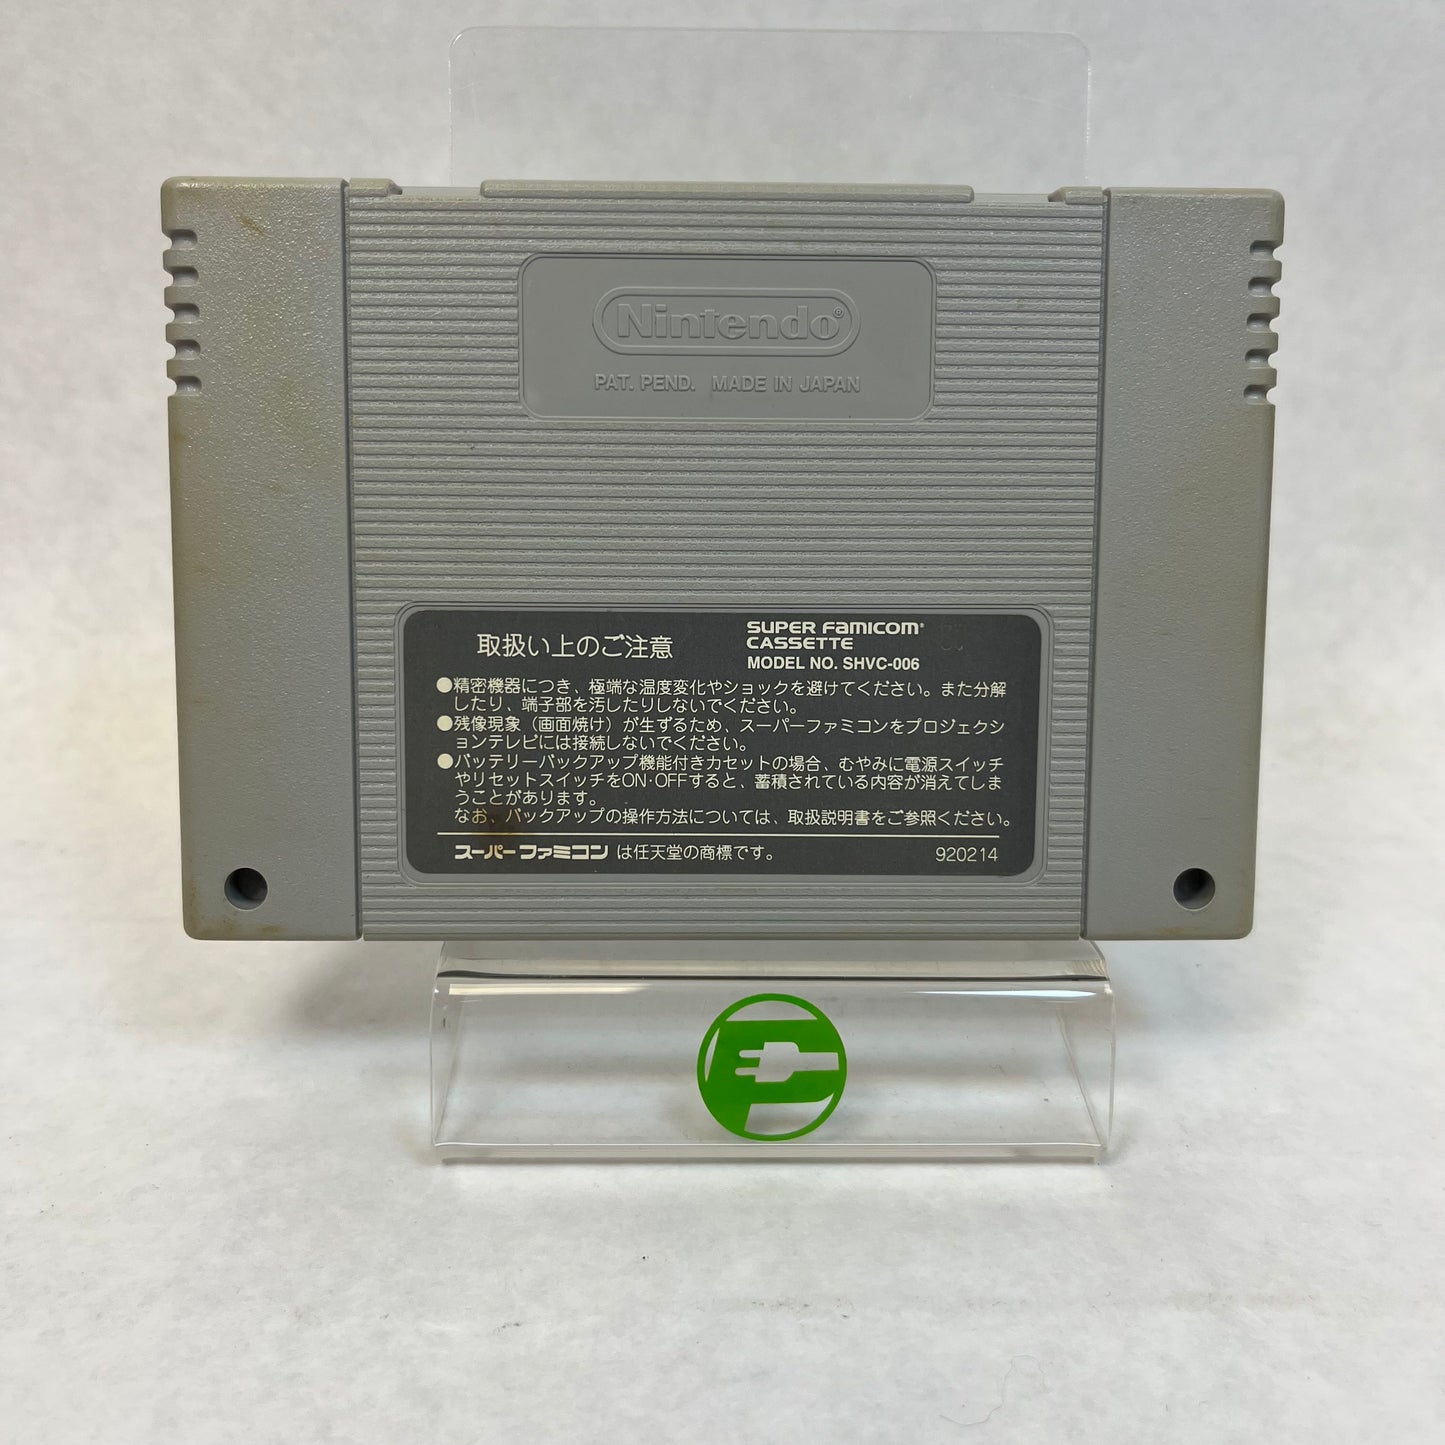 Nintendo®
PAT. PEND. MADE IN JAPAN
取扱い上のご注意
SUPER FAMICOM®
CASSETTE
MODEL NO. SHVC-006
●精密機器につき、極端な温度変化やショックを避けてください。また分解
したり、端子部を汚したりしないでください。
●残像現象（画面焼け）が生ずるため、スーパーファミコンをプロジェクシ
ョンテレビには接続しないでください。
●バッテリーバックアップ機能付きカセットの場合、むやみに電源スイッチ
やリセットスイッチをON·OFFすると、蓄積されている内容が消えてしま
うことがあります。
なお、バックアップの操作方法については、取扱説明書をご参照ください。
スーパーファミコン は任天堂の商標です。
920214